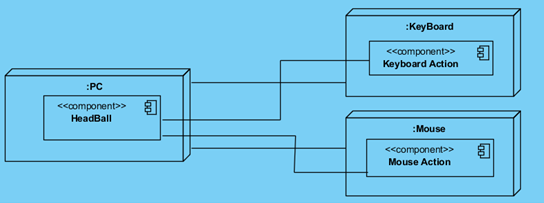 :PC
<<component>>
HeadBall
:KeyBoard
<<component>>
Keyboard Action
:Mouse
<<component>>
Mouse Action